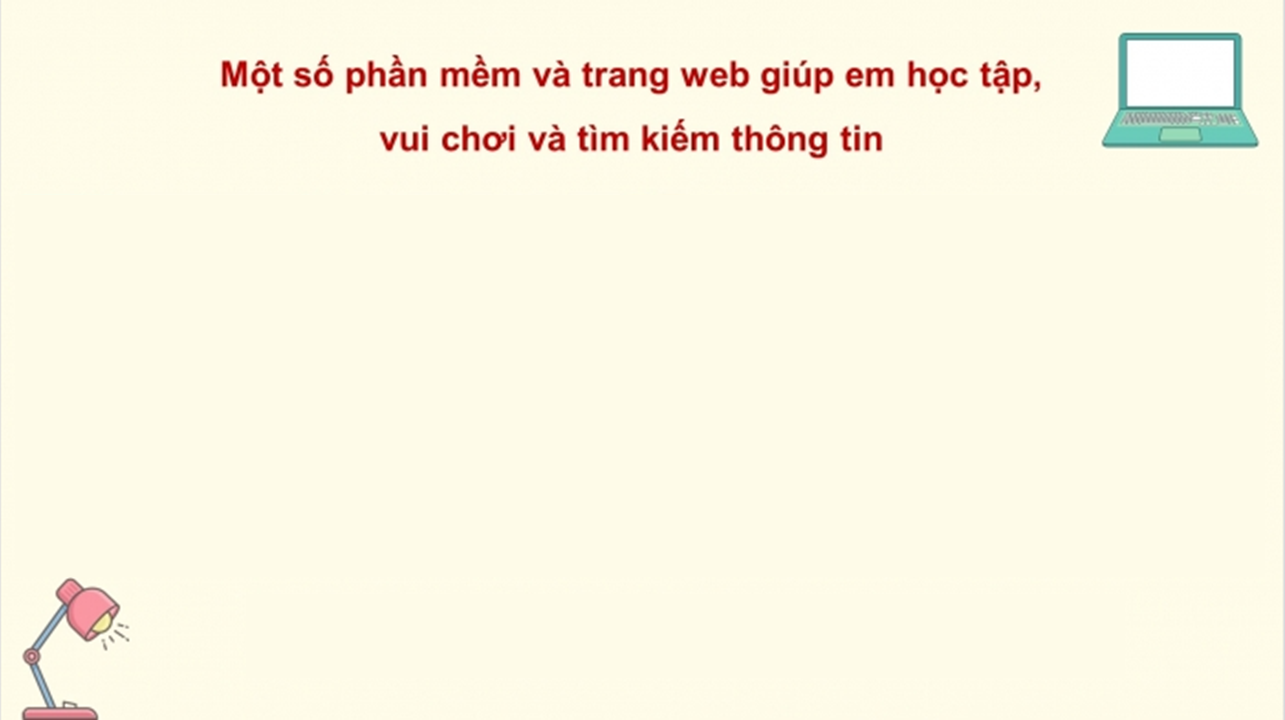 Một số phần mềm và trang web giúp em học tập,
vui chơi và tìm kiếm thông tin